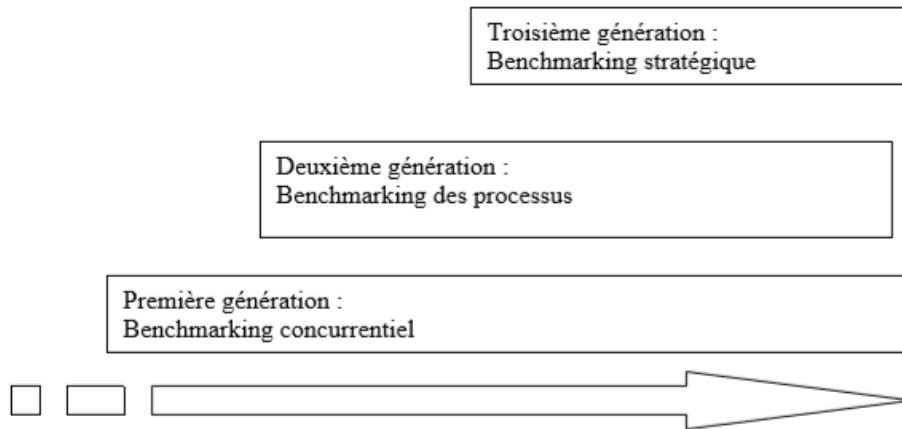 Troisième génération :
Benchmarking stratégique
Deuxième génération :
Benchmarking des processus
Première génération :
Benchmarking concurrentiel